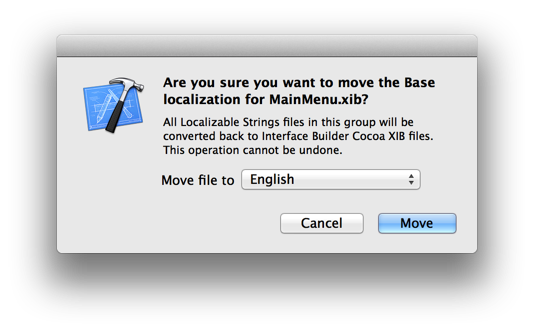 Are you sure you want to move the Base
localization for MainMenu.xib?
All Localizable Strings files in this group will be
converted back to Interface Builder Cocoa XIB files.
This operation cannot be undone.
Move file to English
Cancel Move